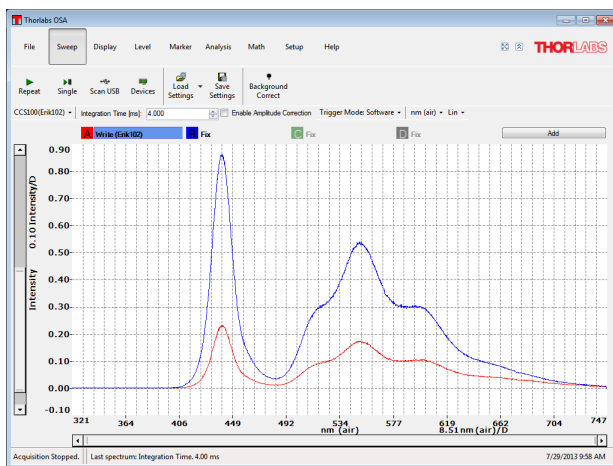 Thorlabs OSA
File Sweep Display Level Marker Analysis Math Setup Help THORLABS
Repeat Single Scan USB Devices Load Settings Save Settings Background Correct
CCS100(Erik102) Integration Time [ms]: 4.000 Enable Amplitude Correction Trigger Mode: Software nm (air) Lin
A Write (Erik102) B Fix C Fix D Fix Add
0.90
0.80
0.70
0.60
0.50
0.40
0.30
0.20
0.10
0.00
-0.10
0.10 Intensity/D
Intensity
321 364 406 449 492 534 577 619 662 704 747
nm (air) 8.51 nm (air)/D
Acquisition Stopped. Last spectrum: Integration Time. 4.00 ms 7/29/2013 9:58 AM